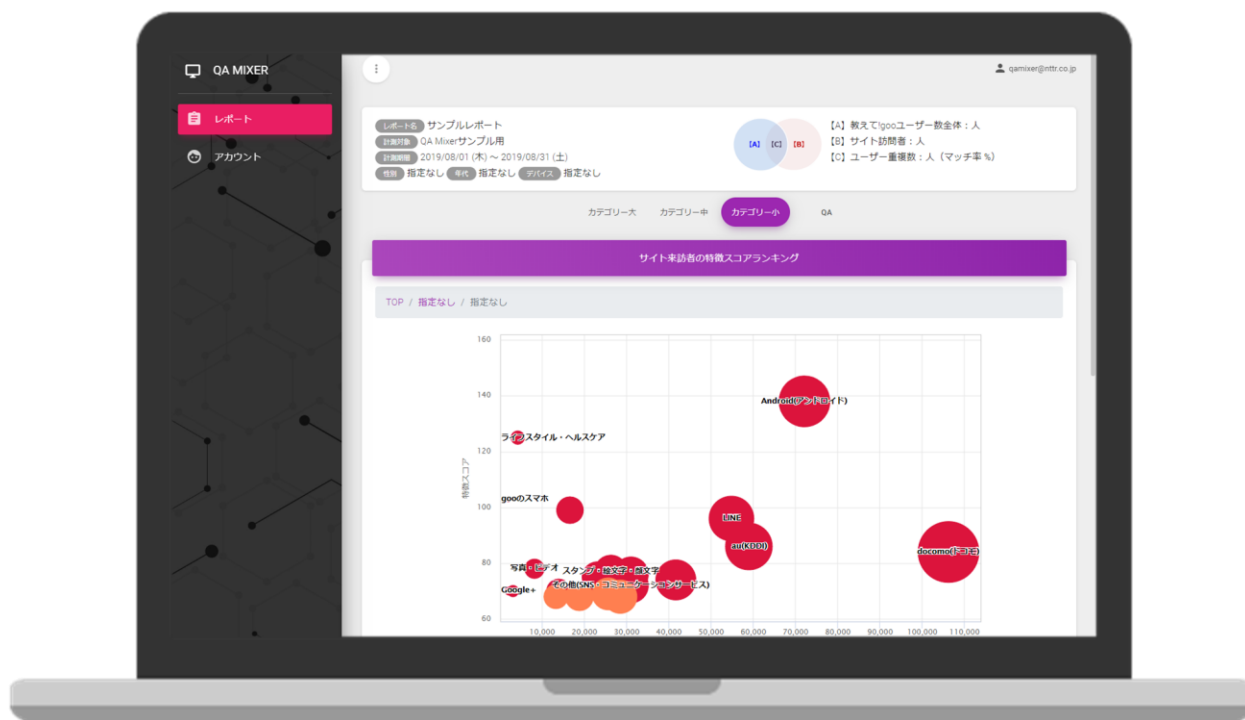 QA MIXER
レポート
アカウント
qamixer@nttr.co.jp
レポート名 サンプルレポート
計測対象 QA Mixerサンプル用
計測期間 2019/08/01 (木) ～ 2019/08/31 (土)
性別 指定なし 年代 指定なし デバイス 指定なし
[A] [C] [B]
【A】教えて!gooユーザー数全体：人
【B】サイト訪問者：人
【C】ユーザー重複数：人（マッチ率 %）
カテゴリー大 カテゴリー中 カテゴリー小 QA
サイト来訪者の特徴スコアランキング
TOP / 指定なし / 指定なし
特徴スコア
160
140
120
100
80
60
Android(アンドロイド)
ライフスタイル・ヘルスケア
gooのスマホ
LINE
au(KDDI)
docomo(ドコモ)
写真・ビデオ
スタンプ・絵文字・顔文字
その他(SNS・コミュニケーションサービス)
Google+
10,000 20,000 30,000 40,000 50,000 60,000 70,000 80,000 90,000 100,000 110,000